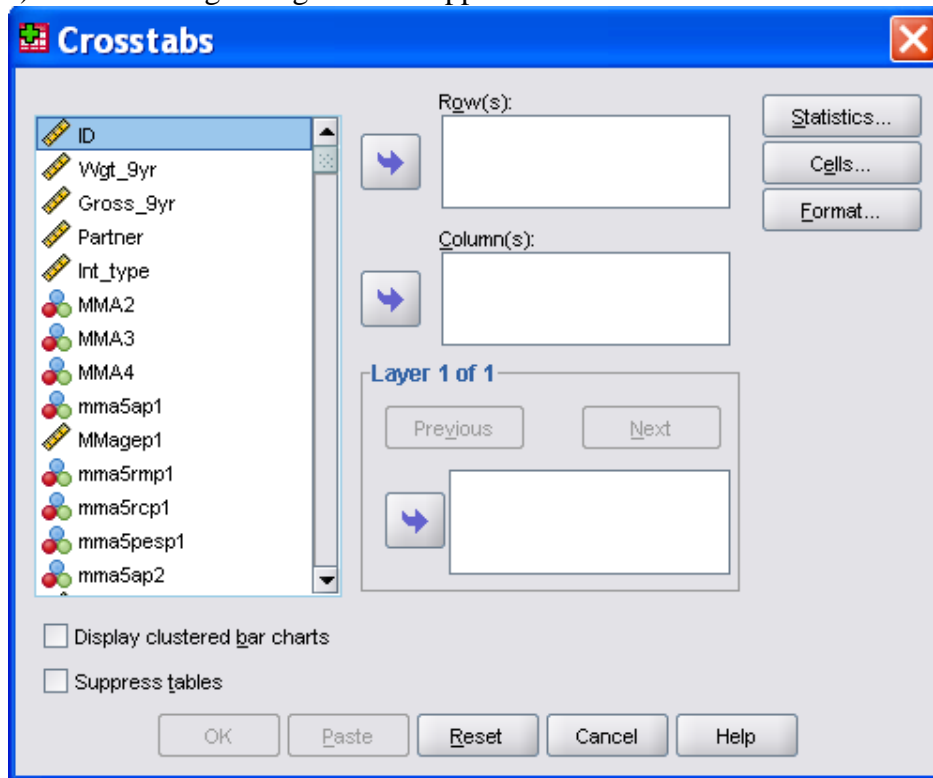 Crosstabs
Row(s):
Statistics...
Cells...
Format...
ID
Wgt_9yr
Gross_9yr
Partner
Int_type
MMA2
MMA3
MMA4
mma5ap1
MMagep1
mma5rmp1
mma5rcp1
mma5pesp1
mma5ap2
Column(s):
Layer 1 of 1
Previous
Next
Display clustered bar charts
Suppress tables
OK
Paste
Reset
Cancel
Help